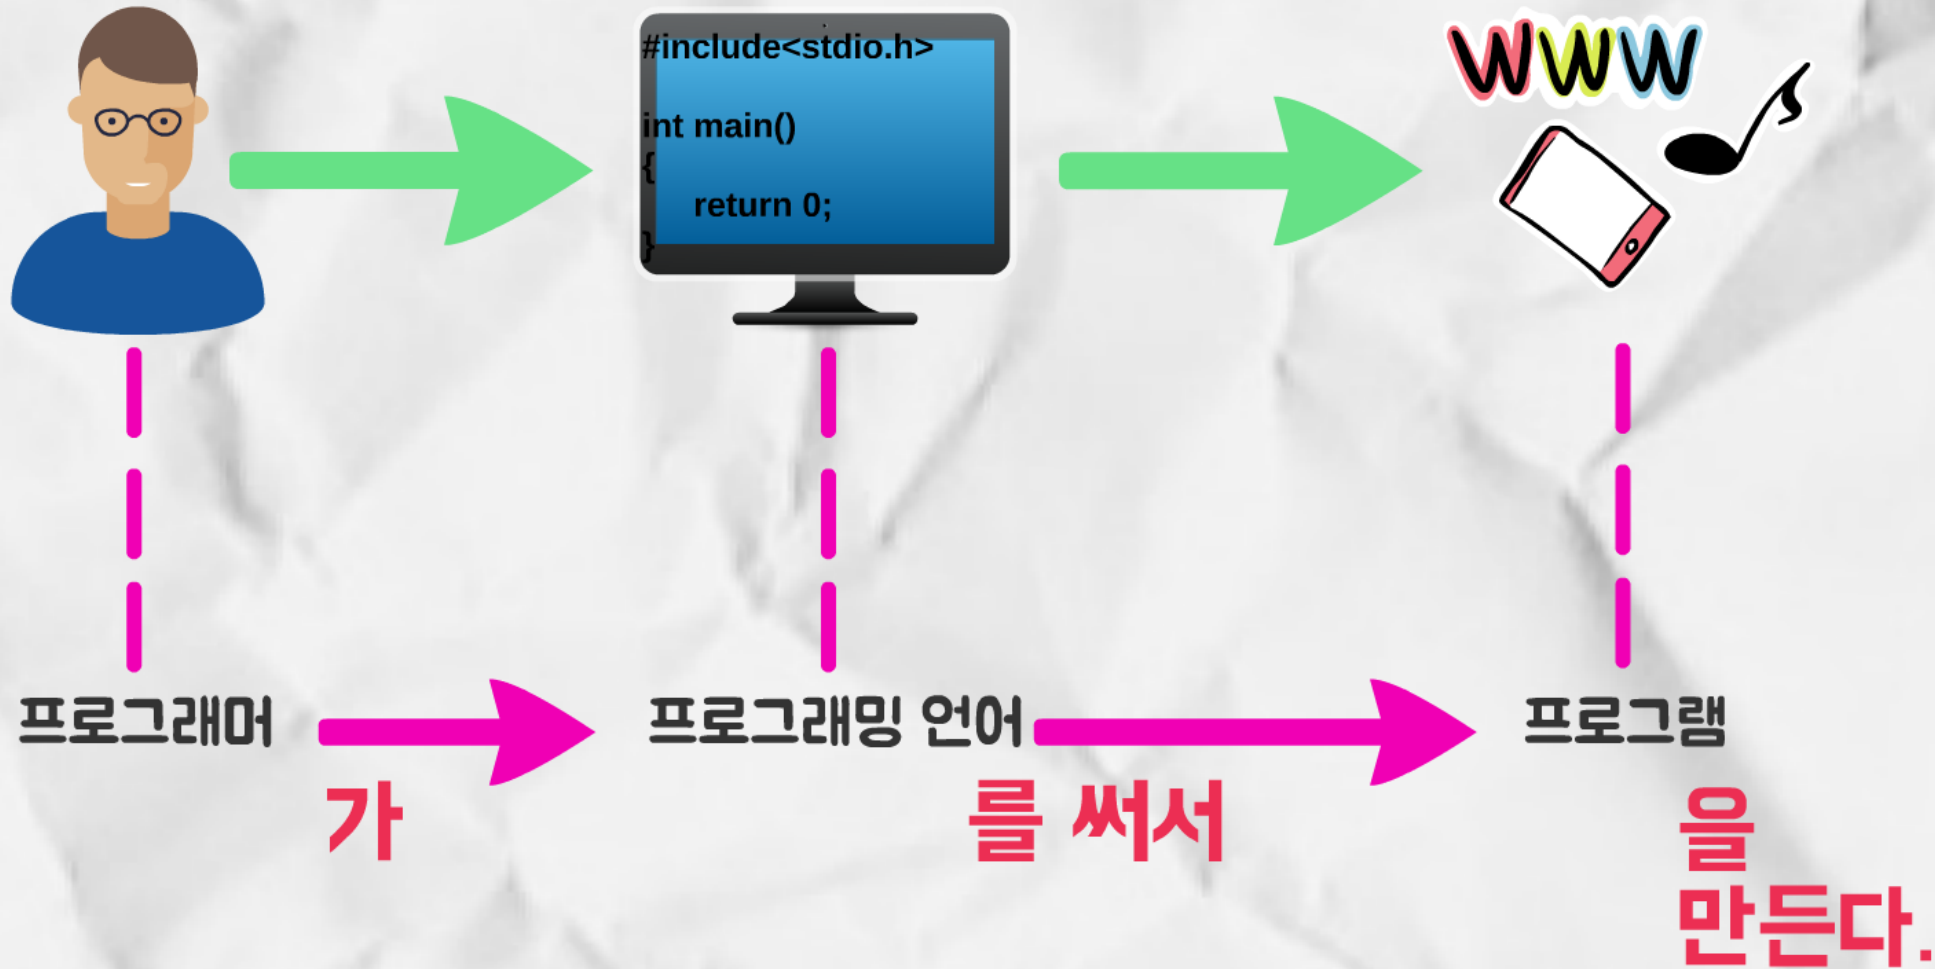 #include<stdio.h>
int main()
{
return 0;
}
WWW
프로그래머
프로그래밍 언어
프로그램
가
를 써서
을
만든다.